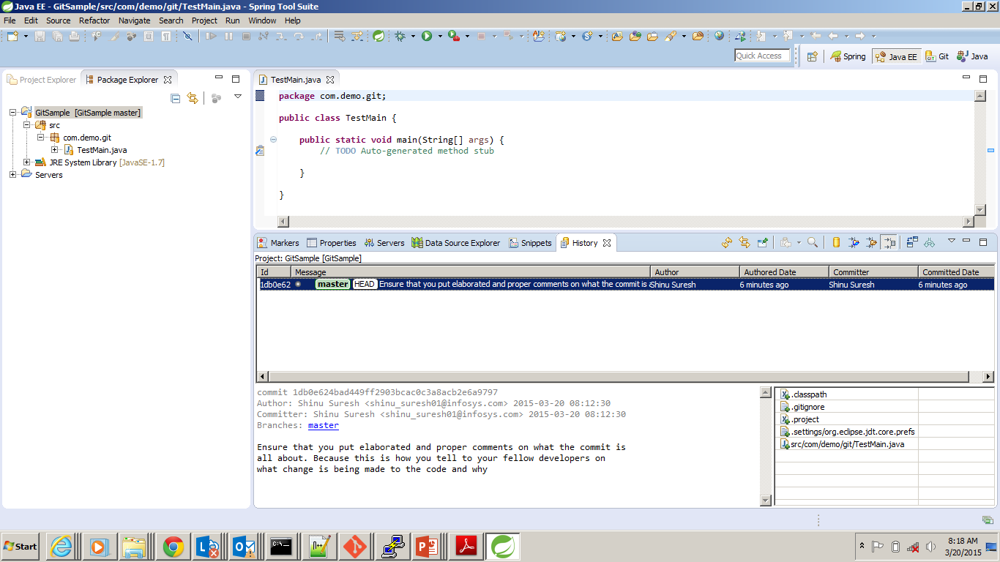 Java EE - GitSample/src/com/demo/git/TestMain.java - Spring Tool Suite
File Edit Source Refactor Navigate Search Project Run Window Help
Quick Access Spring Java EE Git Java
Project Explorer Package Explorer
GitSample [GitSample master]
src
com.demo.git
TestMain.java
JRE System Library [JavaSE-1.7]
Servers
TestMain.java
package com.demo.git;
public class TestMain {
public static void main(String[] args) {
// TODO Auto-generated method stub
}
}
Markers Properties Servers Data Source Explorer Snippets History
Project: GitSample [GitSample]
Id Message Author Authored Date Committer Committed Date
1db0e62 master HEAD Ensure that you put elaborated and proper comments on what the commit is Shinu Suresh 6 minutes ago Shinu Suresh 6 minutes ago
commit 1db0e624bad449ff2903bcac0c3a8acb2e6a9797
Author: Shinu Suresh <shinu_suresh01@infosys.com> 2015-03-20 08:12:30
Committer: Shinu Suresh <shinu_suresh01@infosys.com> 2015-03-20 08:12:30
Branches: master
Ensure that you put elaborated and proper comments on what the commit is
all about. Because this is how you tell to your fellow developers on
what change is being made to the code and why
.classpath
.gitignore
.project
.settings/org.eclipse.jdt.core.prefs
src/com/demo/git/TestMain.java
Start
8:18 AM
3/20/2015